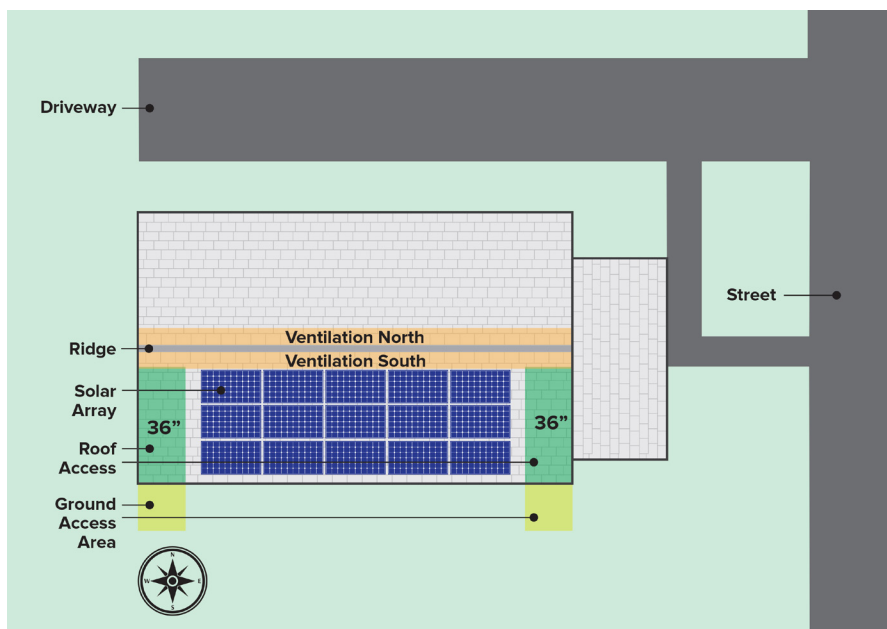 Driveway
Street
Ventilation North
Ridge
Ventilation South
Solar
Array
36”
36”
Roof
Access
Ground
Access
Area
N
W
E
S